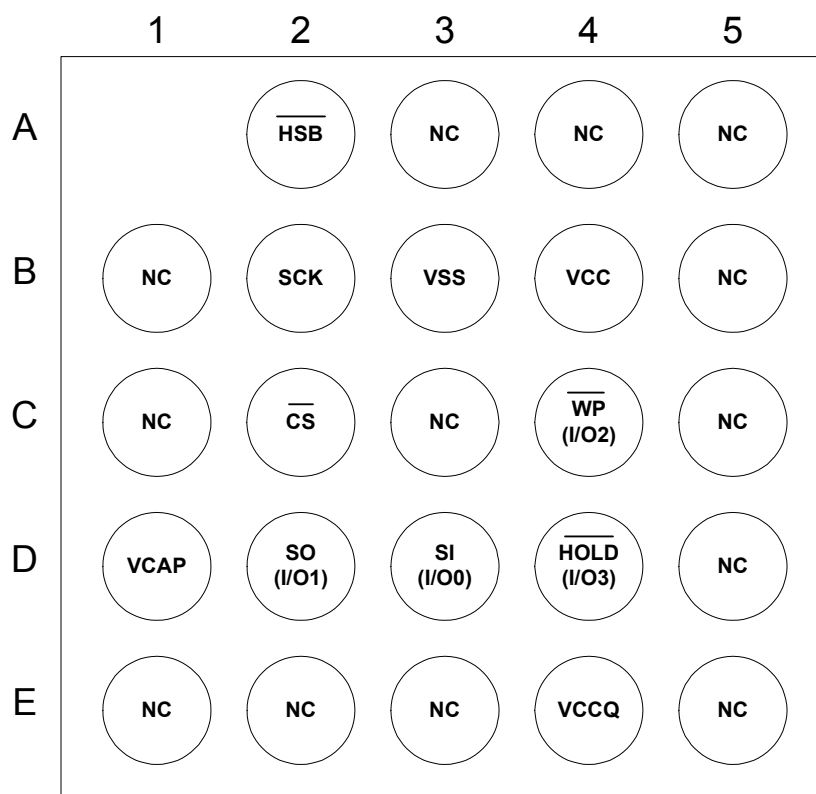 1 2 3 4 5
A HSB NC NC NC
B NC SCK VSS VCC NC
C NC CS NC WP (I/O2) NC
D VCAP SO (I/O1) SI (I/O0) HOLD (I/O3) NC
E NC NC NC VCCQ NC